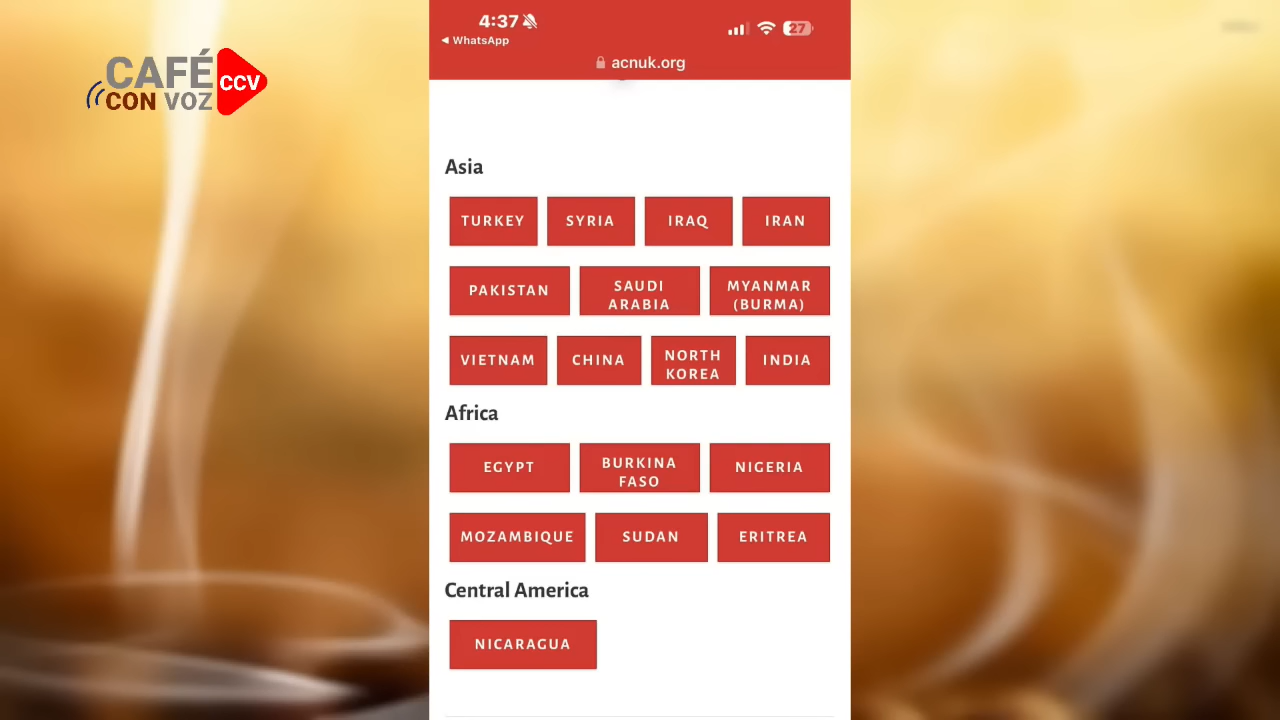 CAFÉ
CON VOZ
CCV
4:37
27
◄ WhatsApp
acnuk.org
Asia
TURKEY
SYRIA
IRAQ
IRAN
PAKISTAN
SAUDI
ARABIA
MYANMAR
(BURMA)
VIETNAM
CHINA
NORTH
KOREA
INDIA
Africa
EGYPT
BURKINA
FASO
NIGERIA
MOZAMBIQUE
SUDAN
ERITREA
Central America
NICARAGUA